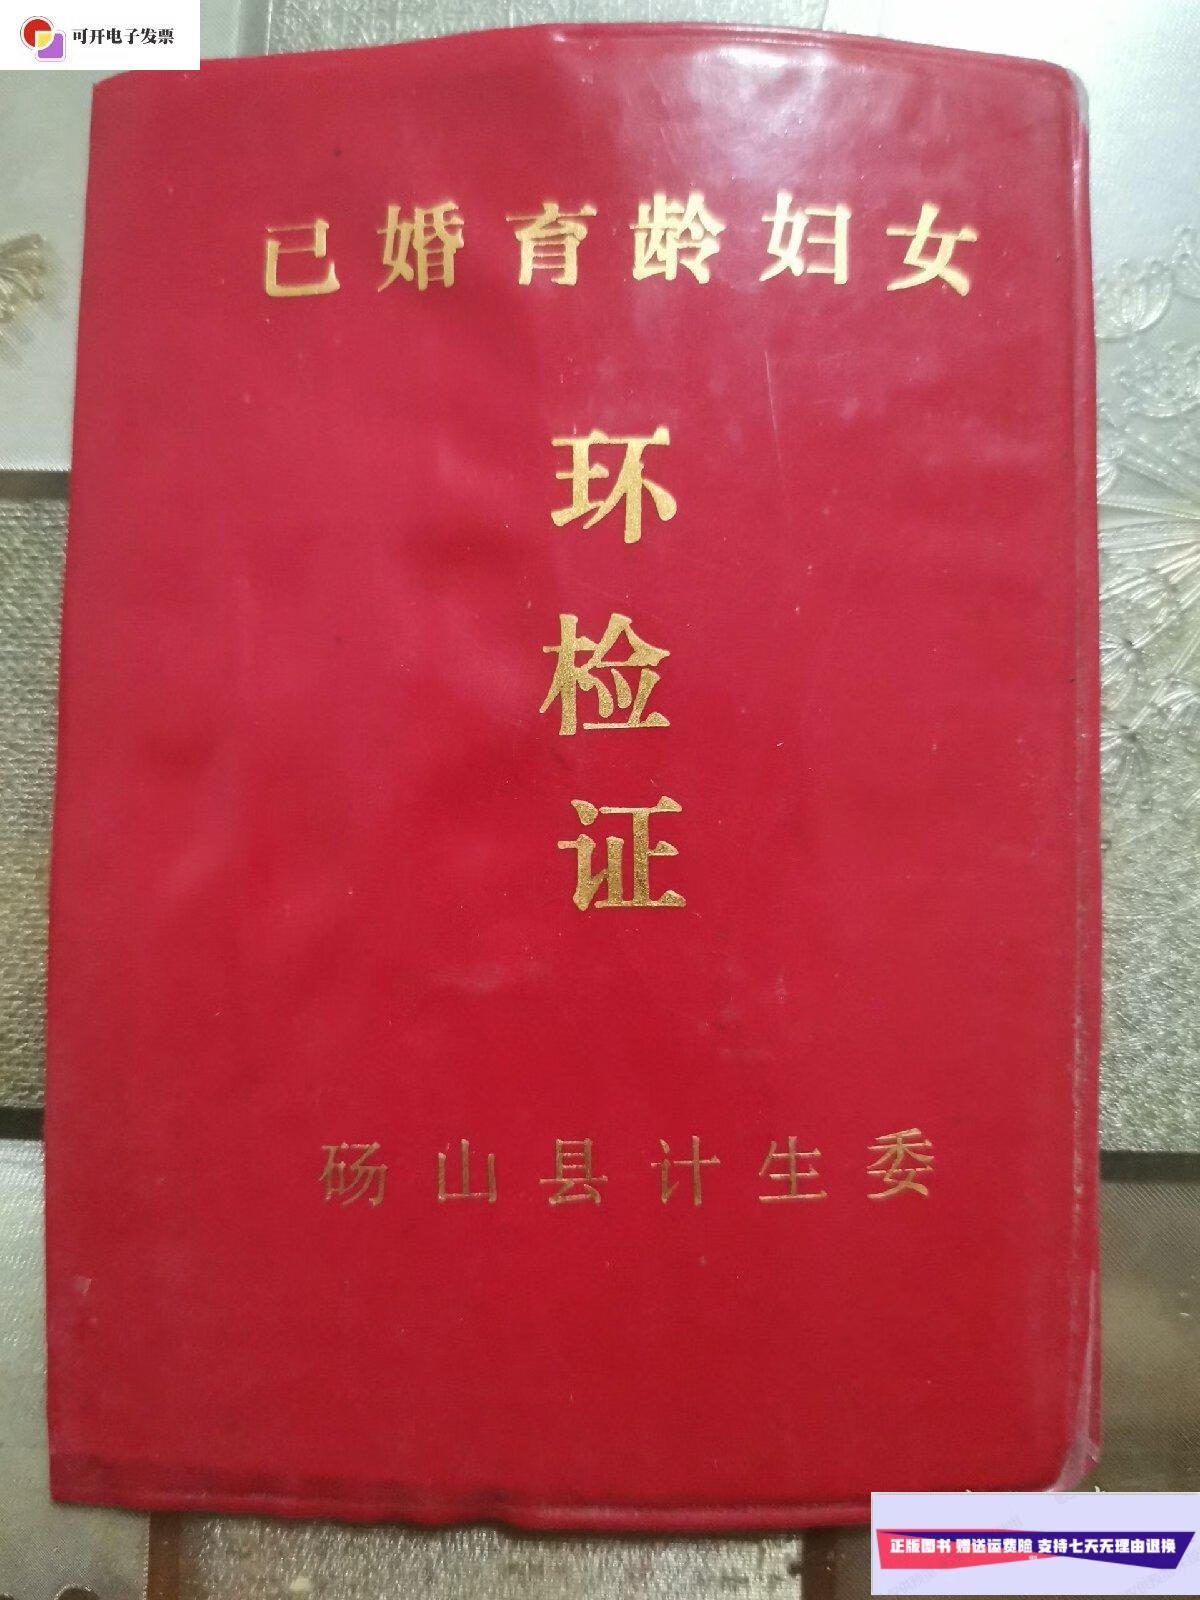 可开电子发票
已婚育龄妇女
环
检
证
砀山县计生委
正版图书 赠送运费险 支持七天无理由退换